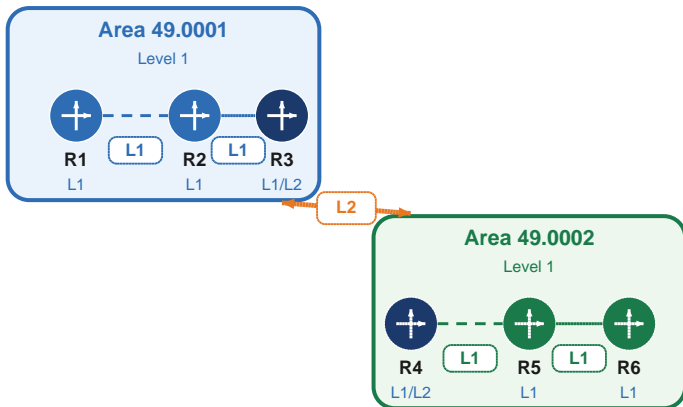 Area 49.0001
Level 1
L1 L1
R1 R2 R3
L1 L1 L1/L2
L2
Area 49.0002
Level 1
L1 L1
R4 R5 R6
L1/L2 L1 L1